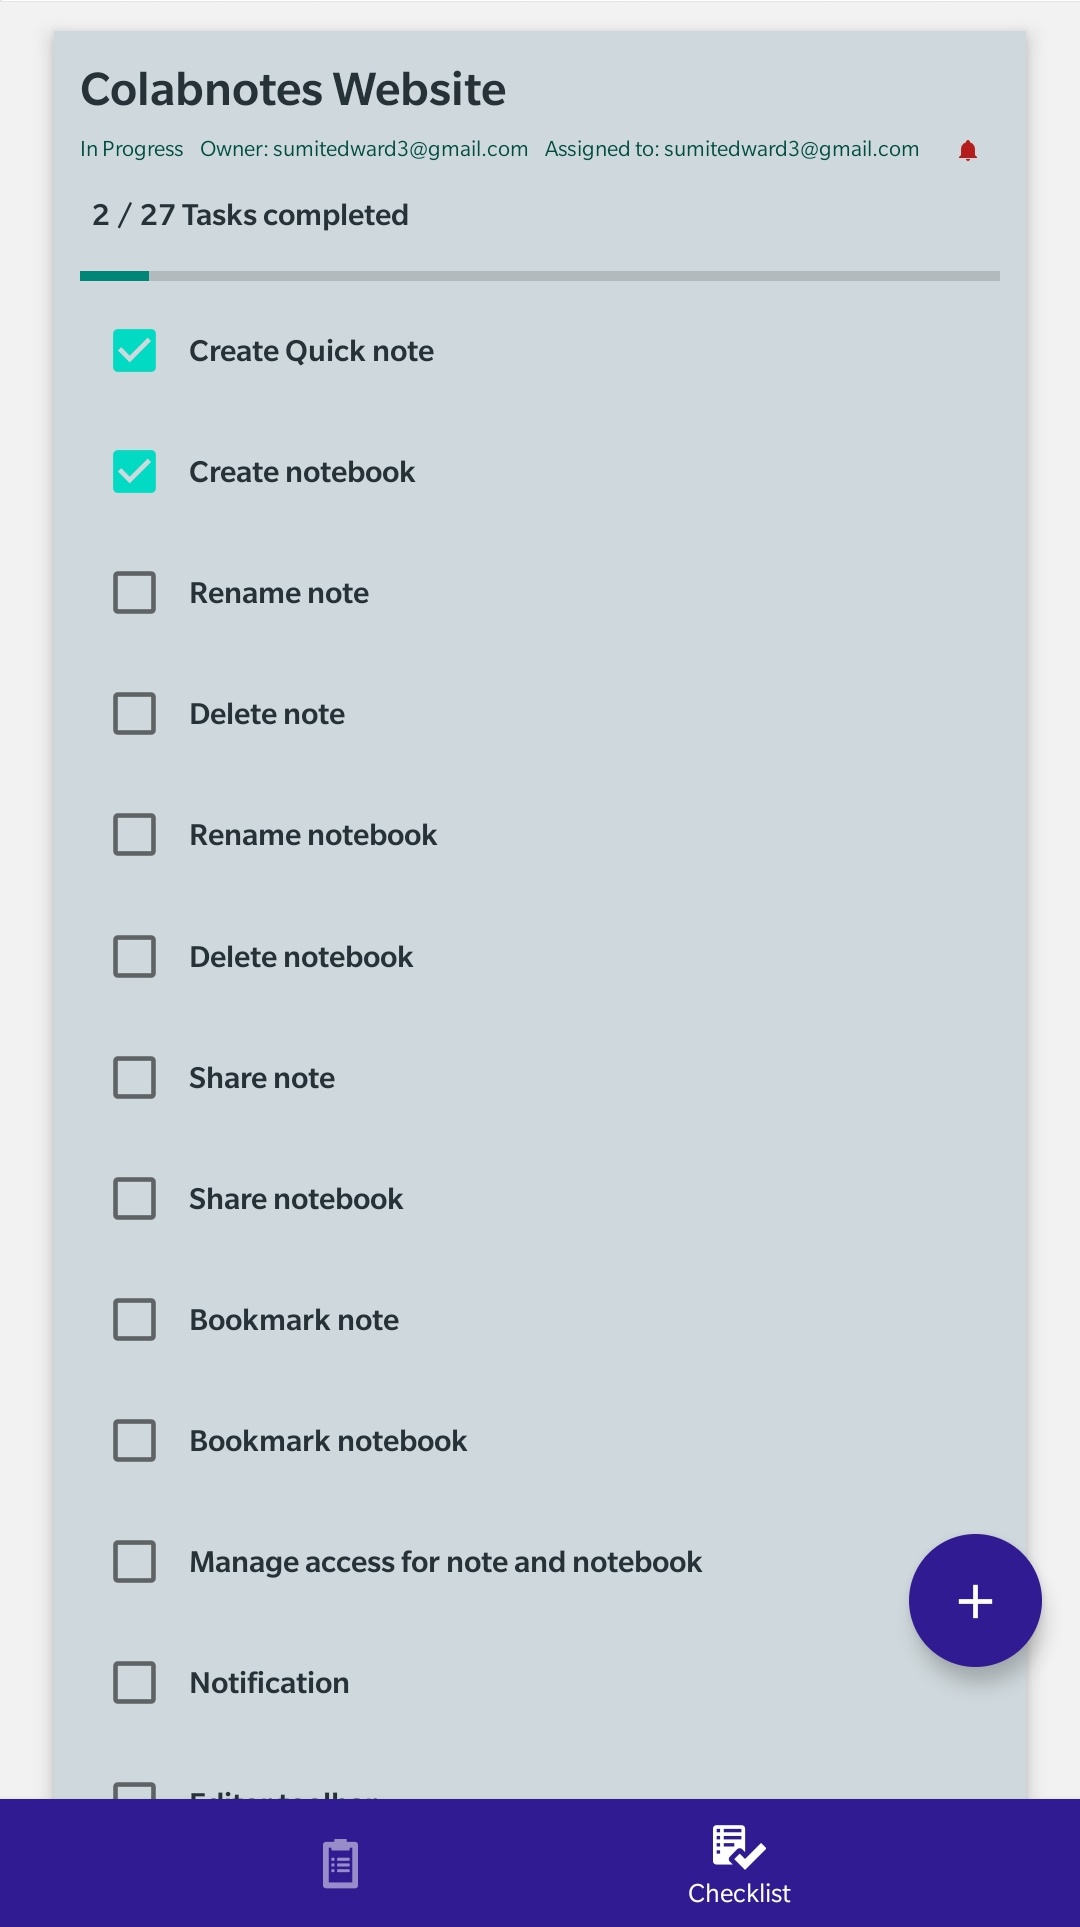 Colabnotes Website
In Progress Owner: sumitedward3@gmail.com Assigned to: sumitedward3@gmail.com
2 / 27 Tasks completed
Create Quick note
Create notebook
Rename note
Delete note
Rename notebook
Delete notebook
Share note
Share notebook
Bookmark note
Bookmark notebook
Manage access for note and notebook
Notification
Editor toolbar
Checklist